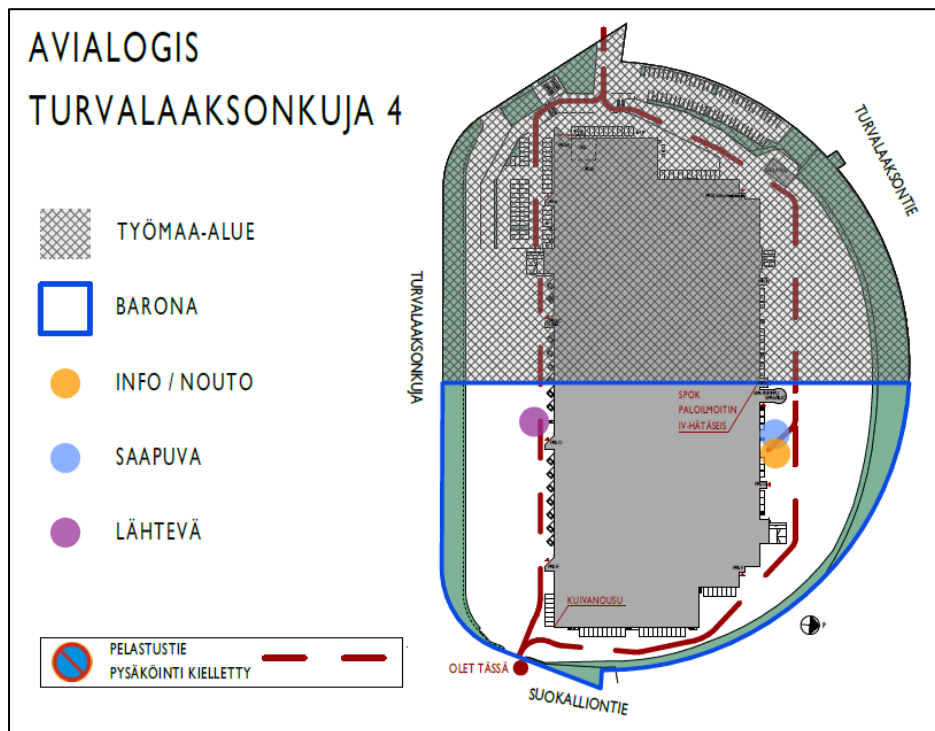 AVIALOGIS
TURVALAAKSONKUJA 4
TYÖMAA-ALUE
BARONA
INFO / NOUTO
SAAPUVA
LÄHTEVÄ
PELASTUSTIE
PYSÄKÖINTI KIELLETTY
TURVALAAKSONKUJA
TURVALAAKSONTIE
SPOK
PALOILMOITIN
IV-HÄTÄSEIS
KUIVANOUSU
P
OLET TÄSSÄ
SUOKALLIONTIE